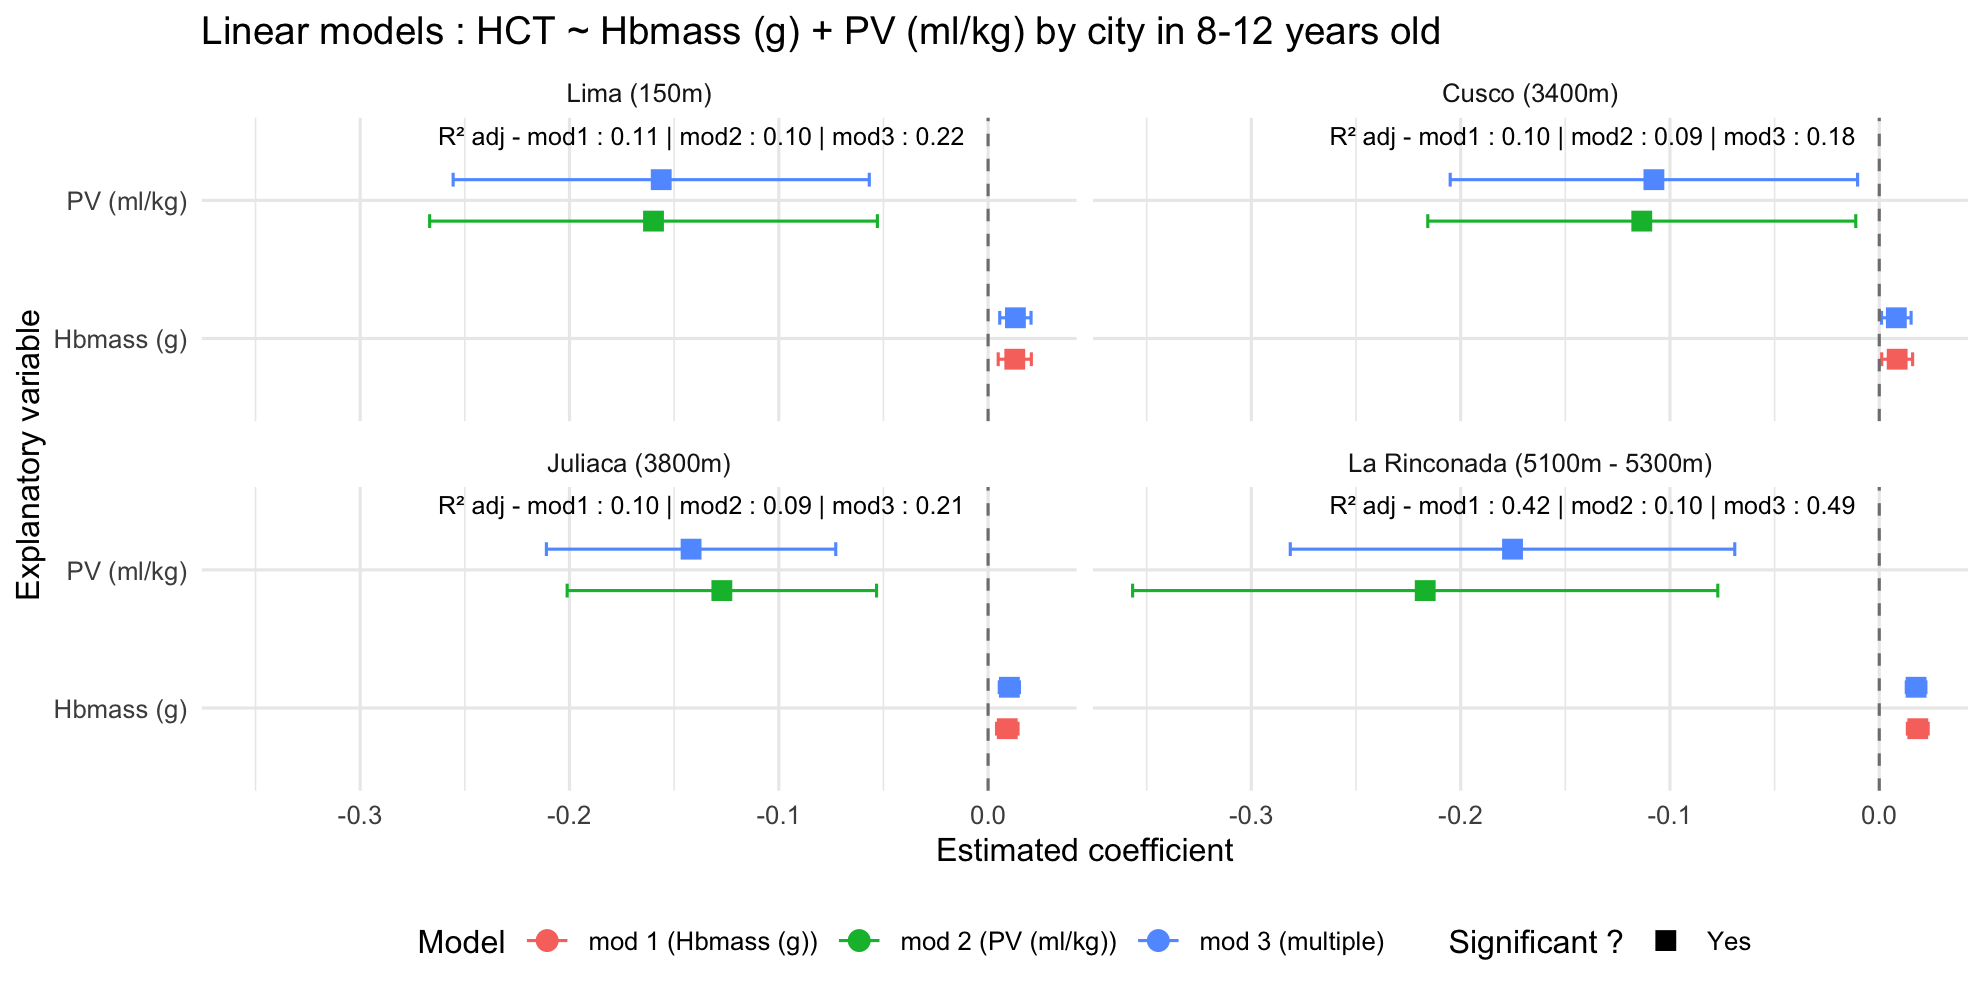 Linear models : HCT ~ Hbmass (g) + PV (ml/kg) by city in 8-12 years old
Lima (150m)
Cusco (3400m)
R² adj - mod1 : 0.11 | mod2 : 0.10 | mod3 : 0.22
R² adj - mod1 : 0.10 | mod2 : 0.09 | mod3 : 0.18
PV (ml/kg)
Hbmass (g)
Explanatory variable
Juliaca (3800m)
La Rinconada (5100m - 5300m)
R² adj - mod1 : 0.10 | mod2 : 0.09 | mod3 : 0.21
R² adj - mod1 : 0.42 | mod2 : 0.10 | mod3 : 0.49
PV (ml/kg)
Hbmass (g)
-0.3 -0.2 -0.1 0.0
-0.3 -0.2 -0.1 0.0
Estimated coefficient
Model mod 1 (Hbmass (g)) mod 2 (PV (ml/kg)) mod 3 (multiple) Significant ? Yes